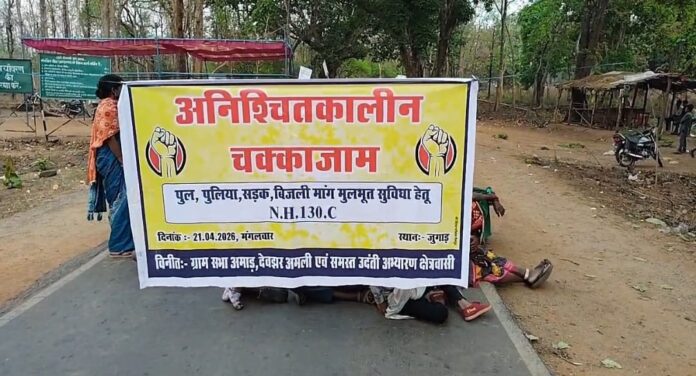 अनिश्चितकालीन
चक्काजाम
पुल, पुलिया,सड़क,बिजली मांग मुलभूत सुविधा हेतू
N.H.130.C
दिनांक :- 21.04.2026, मंगलवार
स्थानः- जुगाड़
विनीतः- ग्राम सभा अमाड़,देवझर अमली एवं समस्त उदंती अभ्यारण क्षेत्रवासी